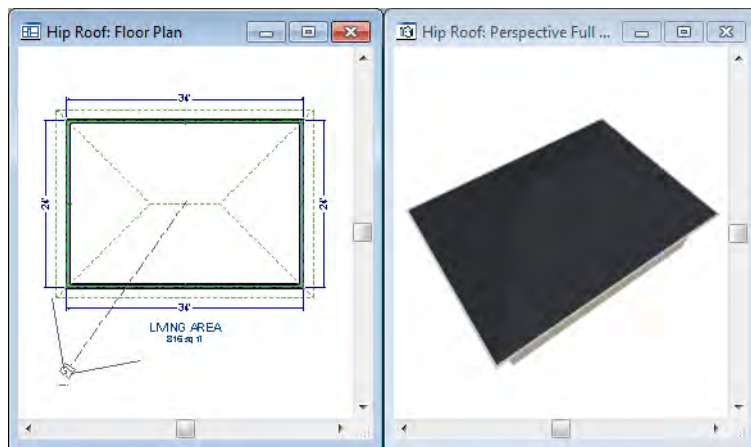 Hip Roof: Floor Plan
Hip Roof: Perspective Full ...
34'
24'
24'
34'
LIVING AREA
816 sq ft